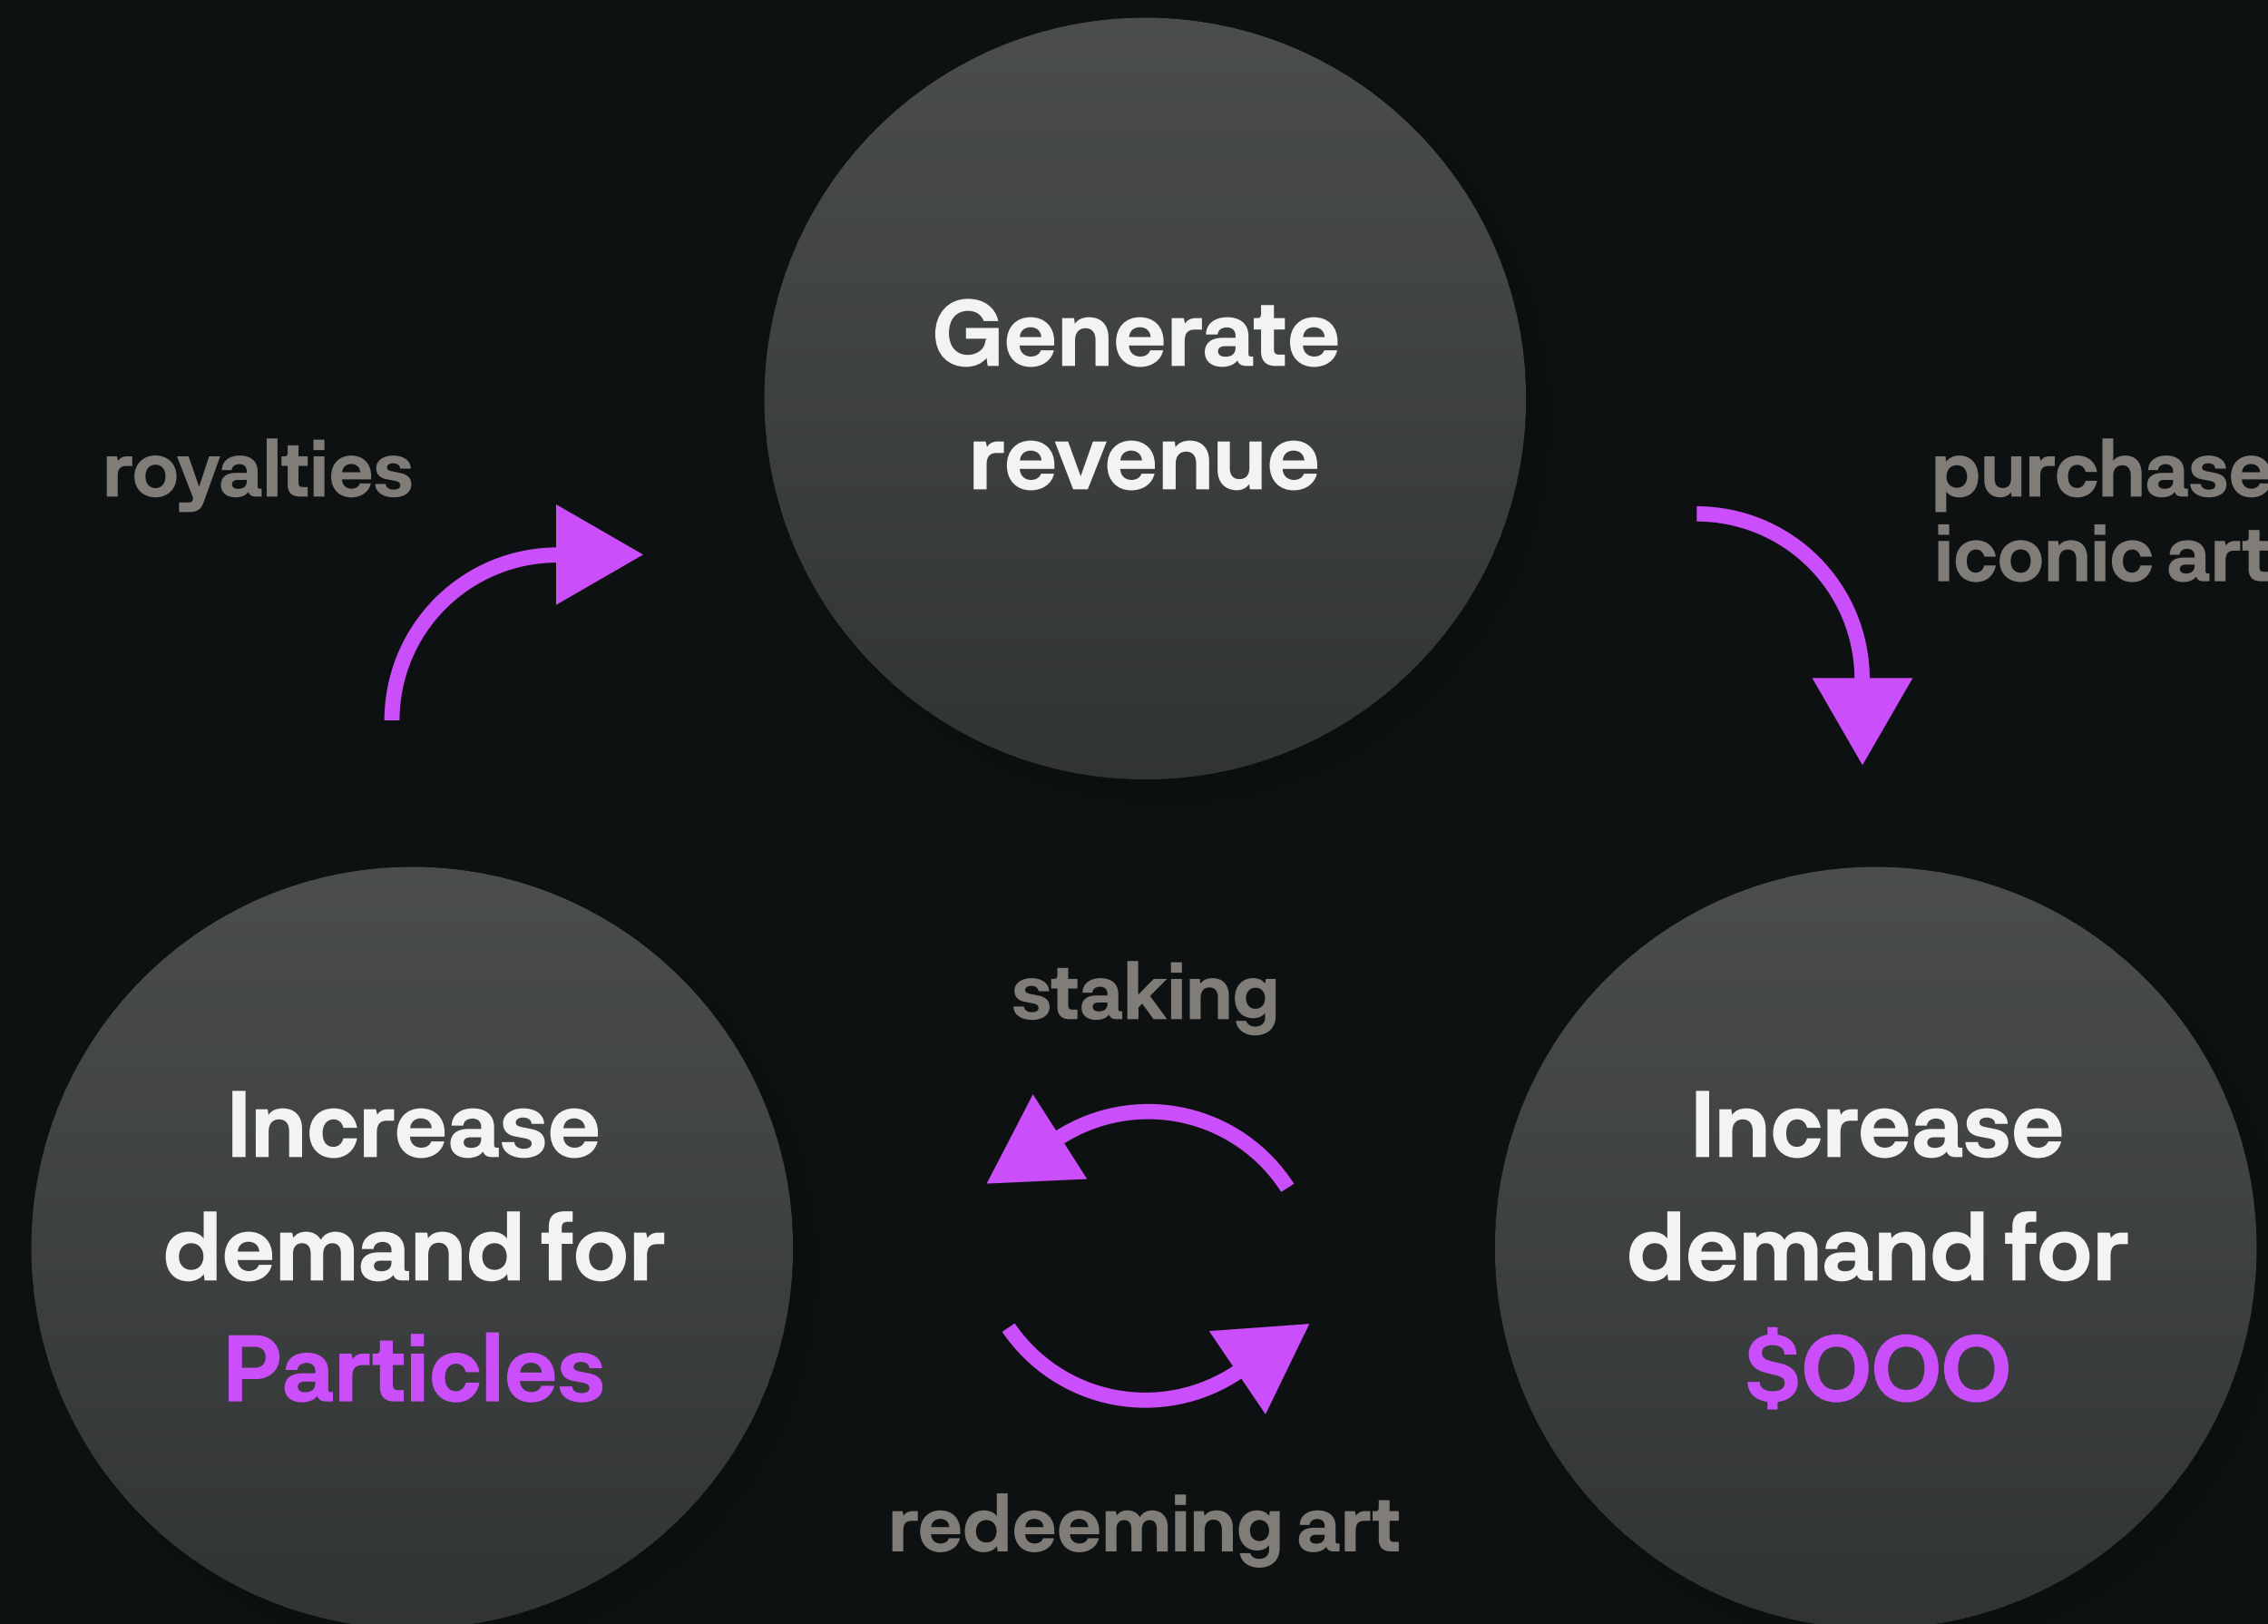 Generate
revenue
royalties
purchase
iconic art
staking
Increase
demand for
Particles
Increase
demand for
$OOO
redeeming art